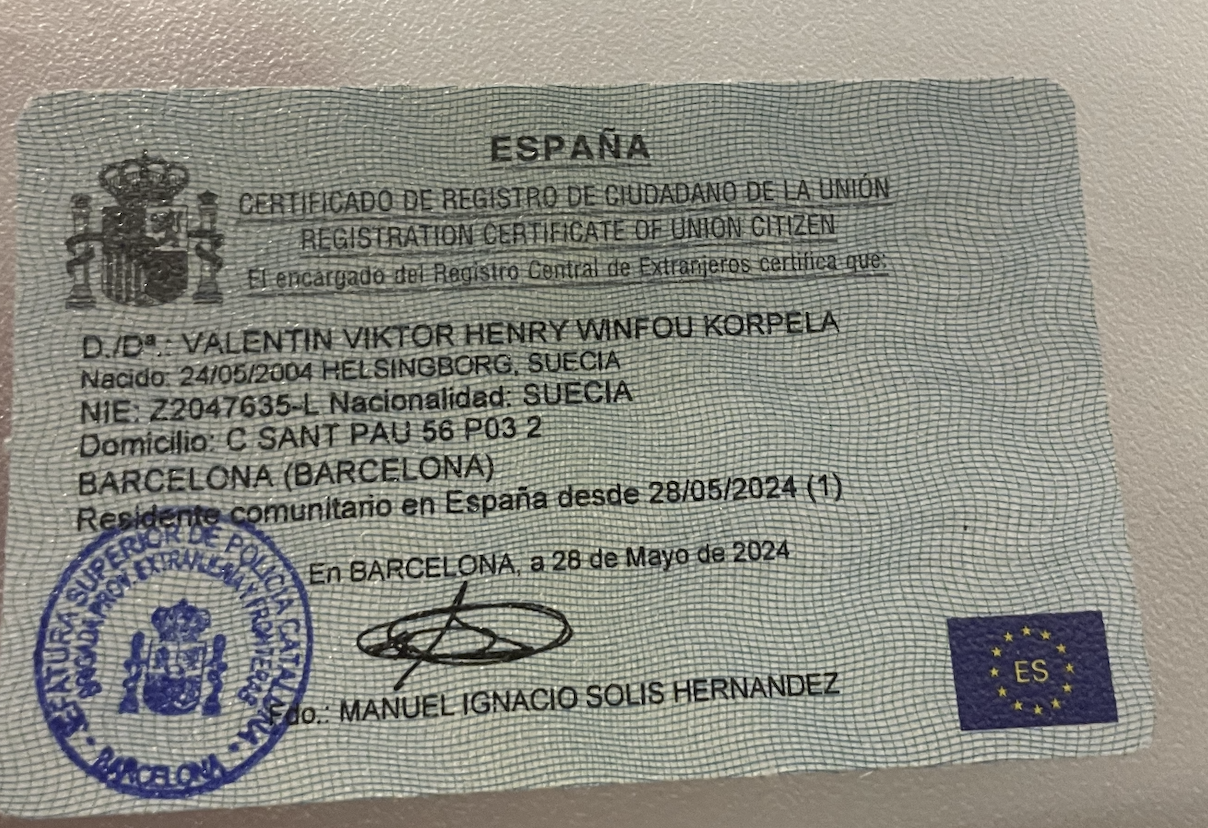 ESPAÑA
CERTIFICADO DE REGISTRO DE CIUDADANO DE LA UNIÓN
REGISTRATION CERTIFICATE OF UNION CITIZEN
El encargado del Registro Central de Extranjeros certifica que:
D./Dª.: VALENTIN VIKTOR HENRY WINFOU KORPELA
Nacido: 24/05/2004 HELSINGBORG, SUECIA
NIE: Z2047635-L Nacionalidad: SUECIA
Domicilio: C SANT PAU 56 P03 2
BARCELONA (BARCELONA)
Residente comunitario en España desde 28/05/2024 (1)
En BARCELONA, a 28 de Mayo de 2024
Fdo.: MANUEL IGNACIO SOLIS HERNANDEZ
JEFATURA SUPERIOR DE POLICIA CATALUÑA
BRIGADA PROV. EXTRANJERIA Y FRONTERAS
BARCELONA
ES